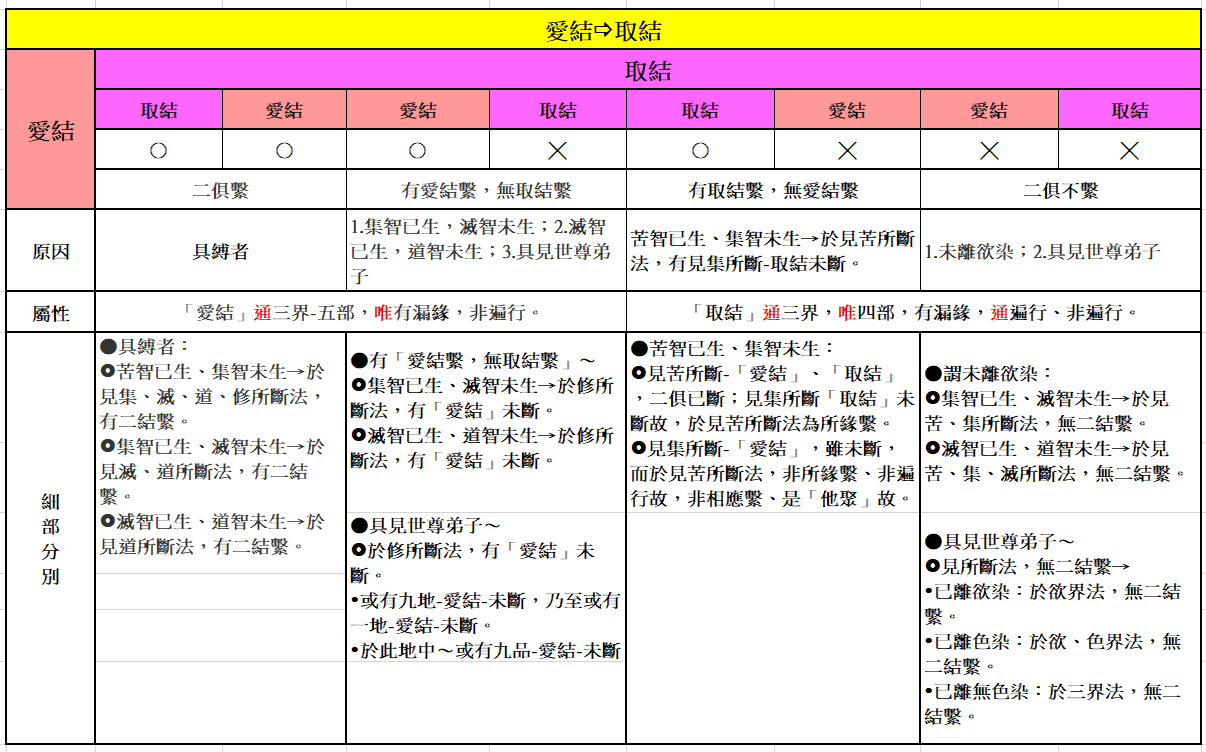 愛結⇨取結
愛結
取結
取結 愛結 愛結 取結 取結 愛結 愛結 取結
○ ○ ○ ╳ ○ ╳ ╳ ╳
二俱繫 有愛結繫，無取結繫 有取結繫，無愛結繫 二俱不繫
原因
具縛者
1.集智已生，滅智未生；2.滅智
已生，道智未生；3.具見世尊弟
子
苦智已生、集智未生→於見苦所斷
法，有見集所斷-取結未斷。
1.未離欲染；2.具見世尊弟子
屬性
「愛結」通三界-五部，唯有漏緣，非遍行。
「取結」通三界，唯四部，有漏緣，通遍行、非遍行。
細
部
分
別
●具縛者：
⊙苦智已生、集智未生→於
見集、滅、道、修所斷法，
有二結繫。
⊙集智已生、滅智未生→於
見滅、道所斷法，有二結
繫。
⊙滅智已生、道智未生→於
見道所斷法，有二結繫。
●有「愛結繫，無取結繫」～
⊙集智已生、滅智未生→於修所
斷法，有「愛結」未斷。
⊙滅智已生、道智未生→於修所
斷法，有「愛結」未斷。
●具見世尊弟子～
⊙於修所斷法，有「愛結」未
斷。
•或有九地-愛結-未斷，乃至或有
一地-愛結-未斷。
•於此地中～或有九品-愛結-未斷
●苦智已生、集智未生：
⊙見苦所斷-「愛結」、「取結」
，二俱已斷；見集所斷「取結」未
斷故，於見苦所斷法為所緣繫。
⊙見集所斷-「愛結」，雖未斷，
而於見苦所斷法，非所緣繫、非遍
行故，非相應繫、是「他聚」故。
●謂未離欲染：
⊙集智已生、滅智未生→於見
苦、集所斷法，無二結繫。
⊙滅智已生、道智未生→於見
苦、集、滅所斷法，無二結繫。
●具見世尊弟子～
⊙見所斷法，無二結繫→
•已離欲染：於欲界法，無二結
繫。
•已離色染：於欲、色界法，無
二結繫。
•已離無色染：於三界法，無二
結繫。